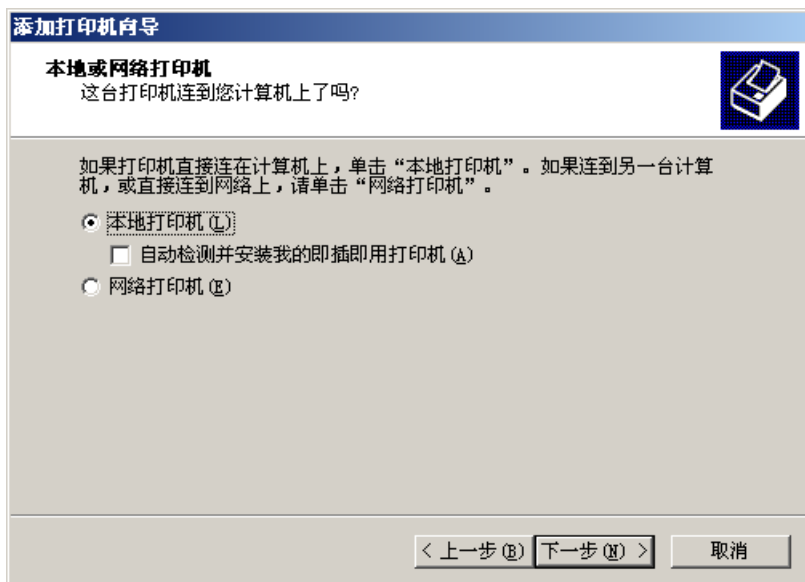 添加打印机向导
本地或网络打印机
这台打印机连到您计算机上了吗?
如果打印机直接连在计算机上，单击“本地打印机”。如果连到另一台计算
机，或直接连到网络上，请单击“网络打印机”。
本地打印机(L)
自动检测并安装我的即插即用打印机(A)
网络打印机(E)
< 上一步(B) 下一步(N) > 取消